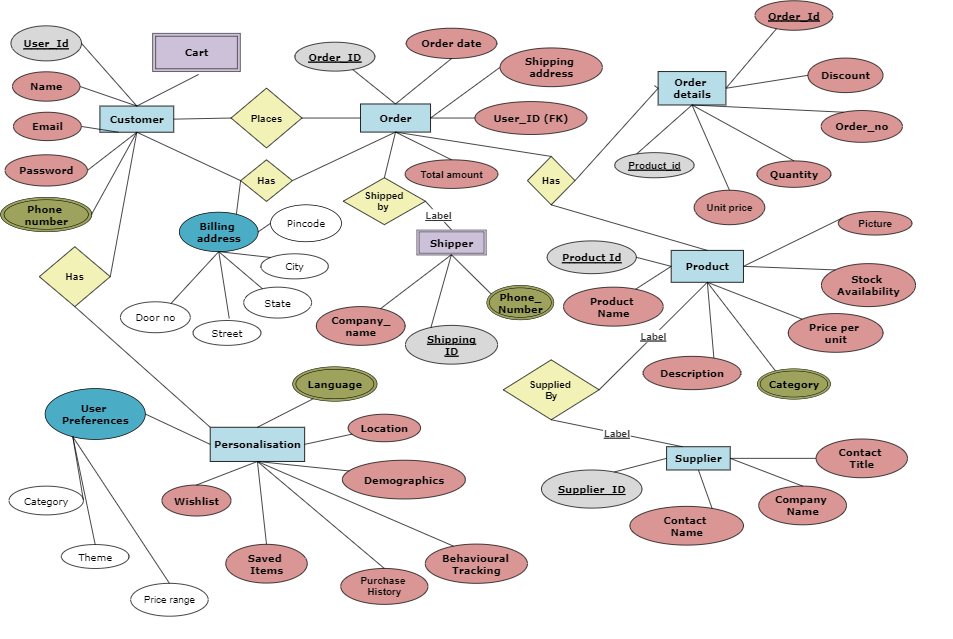 Order_Id
User_Id
Cart
Order_ID
Order date
Shipping
address
Order
details
Discount
Name
Customer
Places
Order
User_ID (FK)
Email
Order_no
Password
Has
Shipped
by
Total amount
Has
Product_id
Quantity
Phone
number
Label
Unit price
Billing
address
Pincode
Shipper
Picture
Product Id
Product
City
Has
Stock
Availability
State
Door no
Street
Company_
name
Phone_
Number
Product
Name
Price per
unit
Shipping
ID
Label
Language
Supplied
By
Description
Category
User
Preferences
Location
Label
Personalisation
Supplier
Contact
Title
Demographics
Category
Wishlist
Supplier_ID
Company
Name
Contact
Name
Theme
Saved
Items
Behavioural
Tracking
Purchase
History
Price range